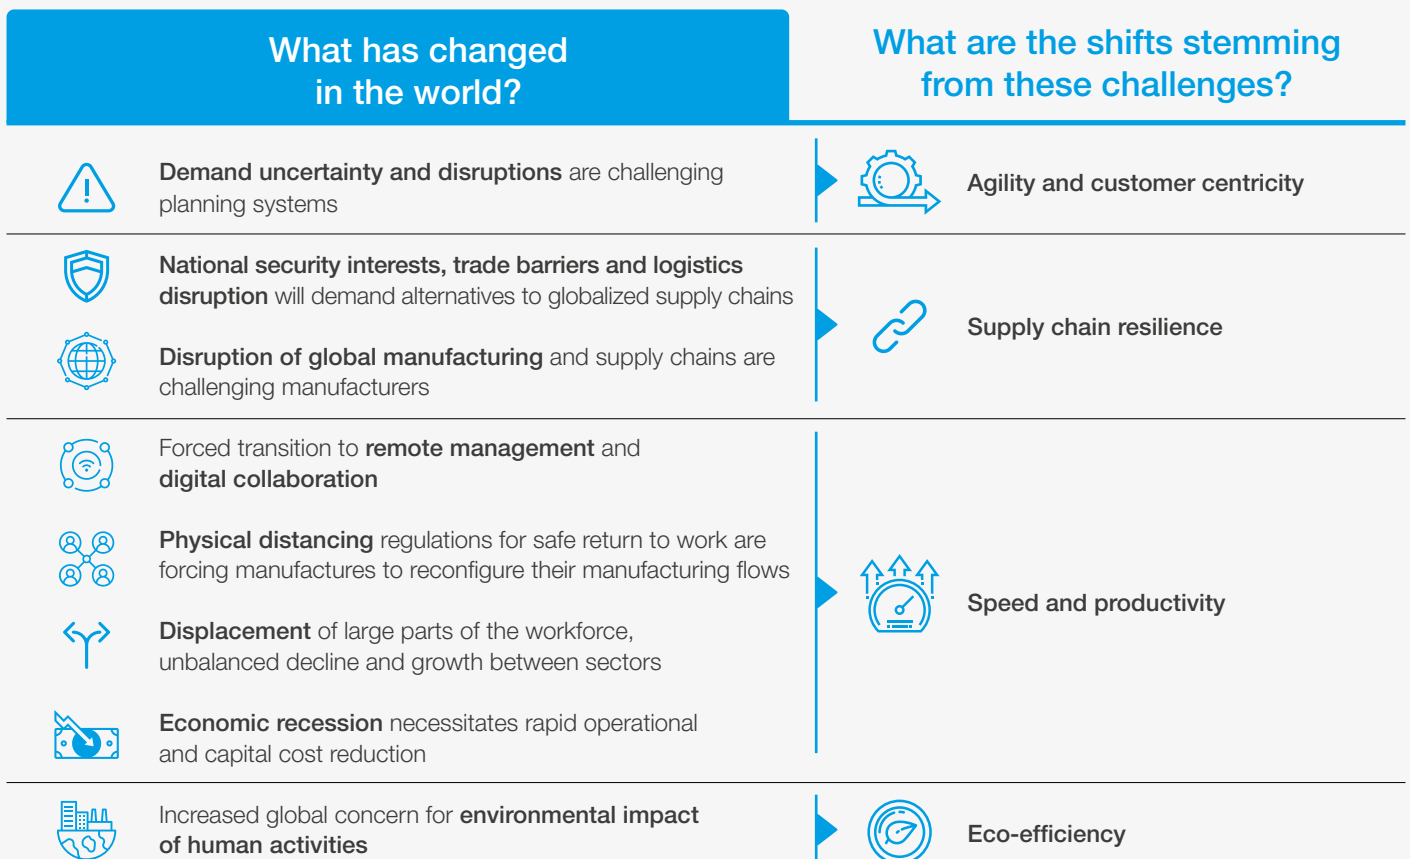 What has changed
in the world?
What are the shifts stemming
from these challenges?
Demand uncertainty and disruptions are challenging
planning systems
Agility and customer centricity
National security interests, trade barriers and logistics
disruption will demand alternatives to globalized supply chains
Disruption of global manufacturing and supply chains are
challenging manufacturers
Supply chain resilience
Forced transition to remote management and
digital collaboration
Physical distancing regulations for safe return to work are
forcing manufactures to reconfigure their manufacturing flows
Displacement of large parts of the workforce,
unbalanced decline and growth between sectors
Economic recession necessitates rapid operational
and capital cost reduction
Speed and productivity
Increased global concern for environmental impact
of human activities
Eco-efficiency